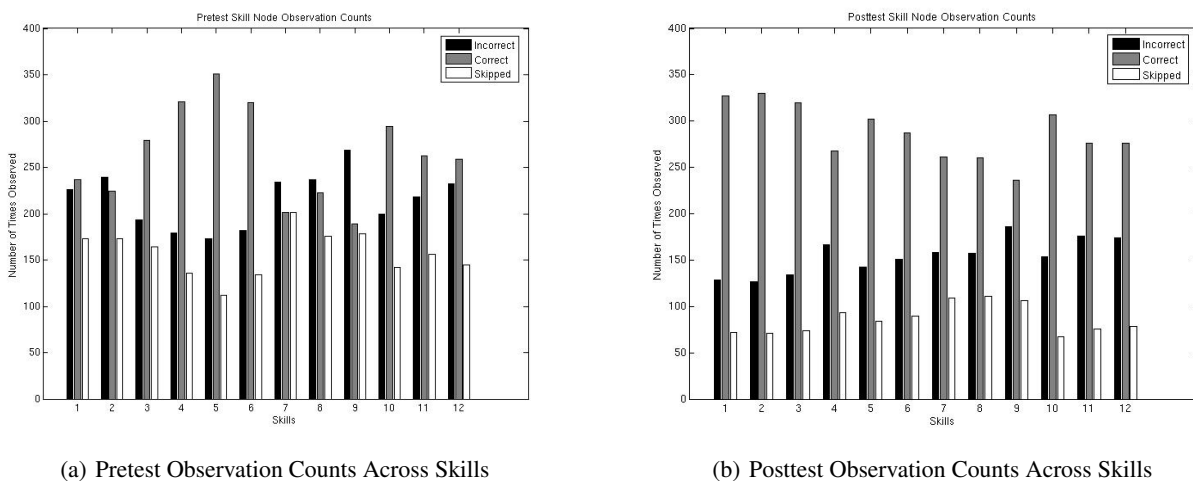 Pretest Skill Node Observation Counts
400
350
300
250
200
150
100
50
0
Number of Times Observed
Incorrect
Correct
Skipped
1 2 3 4 5 6 7 8 9 10 11 12
Skills
(a) Pretest Observation Counts Across Skills
Posttest Skill Node Observation Counts
400
350
300
250
200
150
100
50
0
Number of Times Observed
Incorrect
Correct
Skipped
1 2 3 4 5 6 7 8 9 10 11 12
Skills
(b) Posttest Observation Counts Across Skills